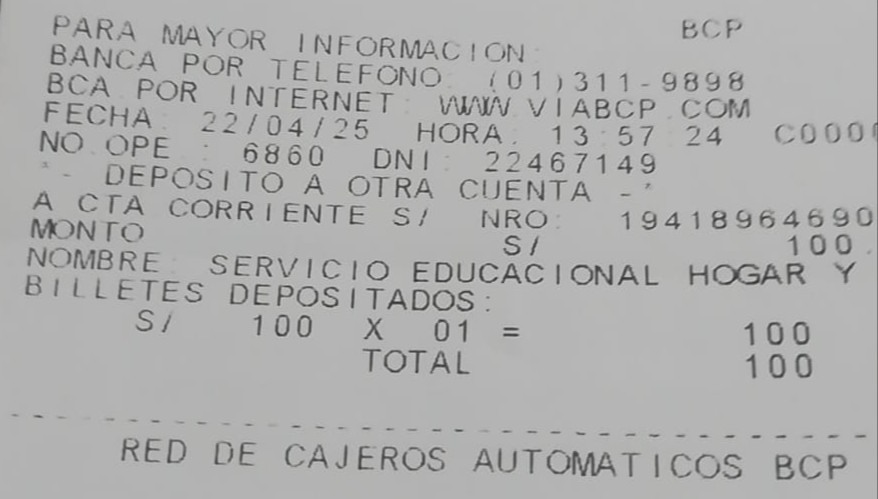 BCP
PARA MAYOR INFORMACION:
BANCA POR TELEFONO: (01)311-9898
BCA POR INTERNET: WWW.VIABCP.COM
FECHA: 22/04/25 HORA: 13:57:24 C000
NO.OPE : 6860 DNI: 22467149
"- DEPOSITO A OTRA CUENTA -"
A CTA CORRIENTE S/ NRO: 19418964690
MONTO S/ 100.
NOMBRE: SERVICIO EDUCACIONAL HOGAR Y
BILLETES DEPOSITADOS:
S/ 100 X 01 = 100
TOTAL 100
RED DE CAJEROS AUTOMATICOS BCP